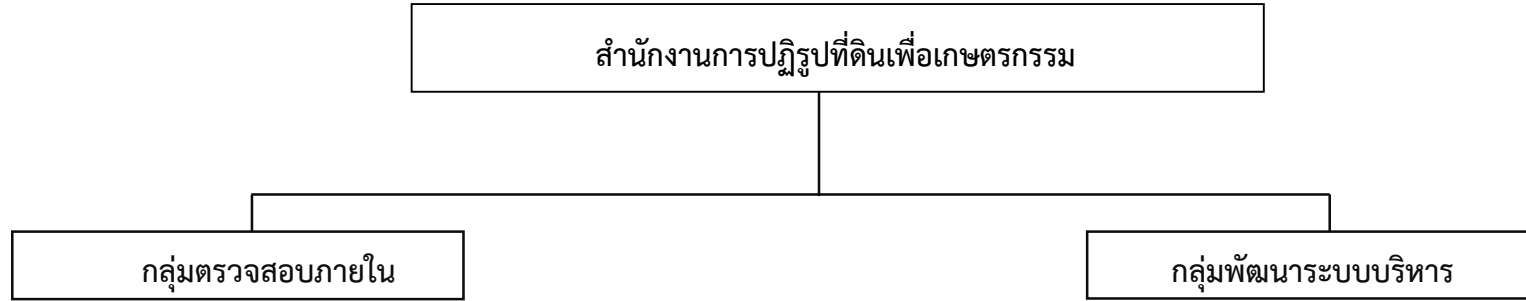 สำนักงานการปฏิรูปที่ดินเพื่อเกษตรกรรม
กลุ่มตรวจสอบภายใน
กลุ่มพัฒนาระบบบริหาร